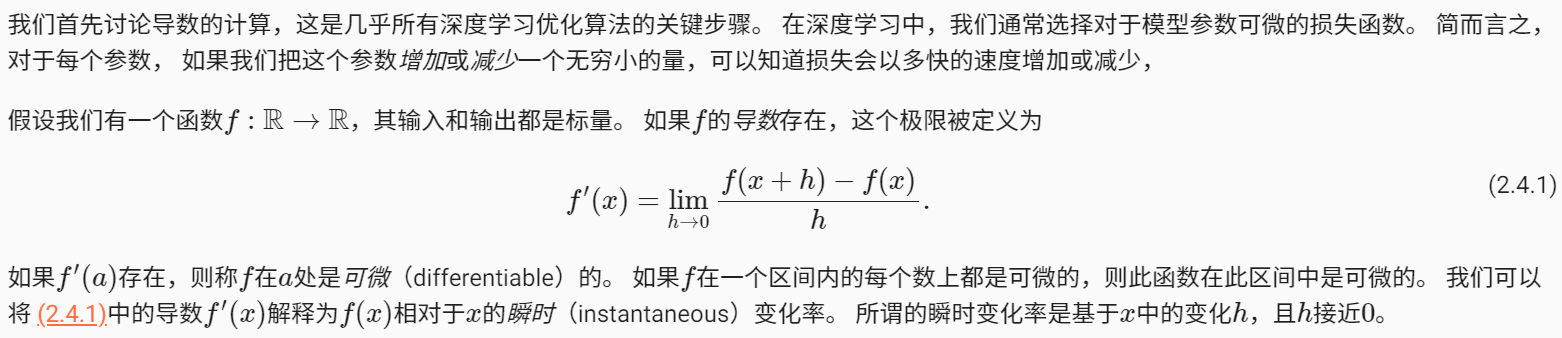 我们首先讨论导数的计算，这是几乎所有深度学习优化算法的关键步骤。 在深度学习中，我们通常选择对于模型参数可微的损失函数。 简而言之，
对于每个参数， 如果我们把这个参数增加或减少一个无穷小的量，可以知道损失会以多快的速度增加或减少，
假设我们有一个函数f : ℝ → ℝ，其输入和输出都是标量。 如果f的导数存在，这个极限被定义为
f′(x) = lim_{h→0} \frac{f(x + h) − f(x)}{h}. (2.4.1)
如果f′(a)存在，则称f在a处是可微（differentiable）的。 如果f在一个区间内的每个数上都是可微的，则此函数在此区间中是可微的。 我们可以
将 (2.4.1)中的导数f′(x)解释为f(x)相对于x的瞬时（instantaneous）变化率。 所谓的瞬时变化率是基于x中的变化h，且h接近0。